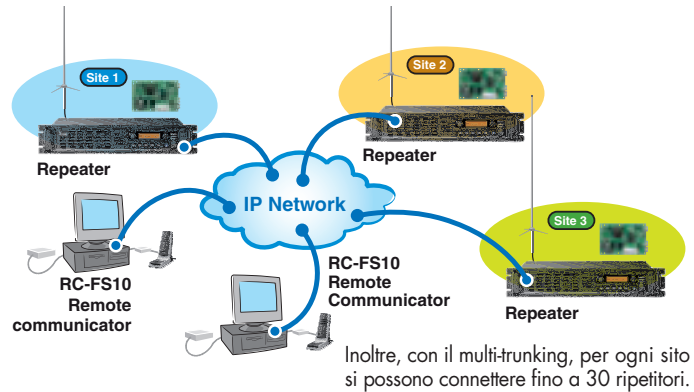 Site 1
Repeater
Site 2
Repeater
Site 3
Repeater
IP Network
RC-FS10
Remote
communicator
RC-FS10
Remote
Communicator
Inoltre, con il multi-trunking, per ogni sito
si possono connettere fino a 30 ripetitori.